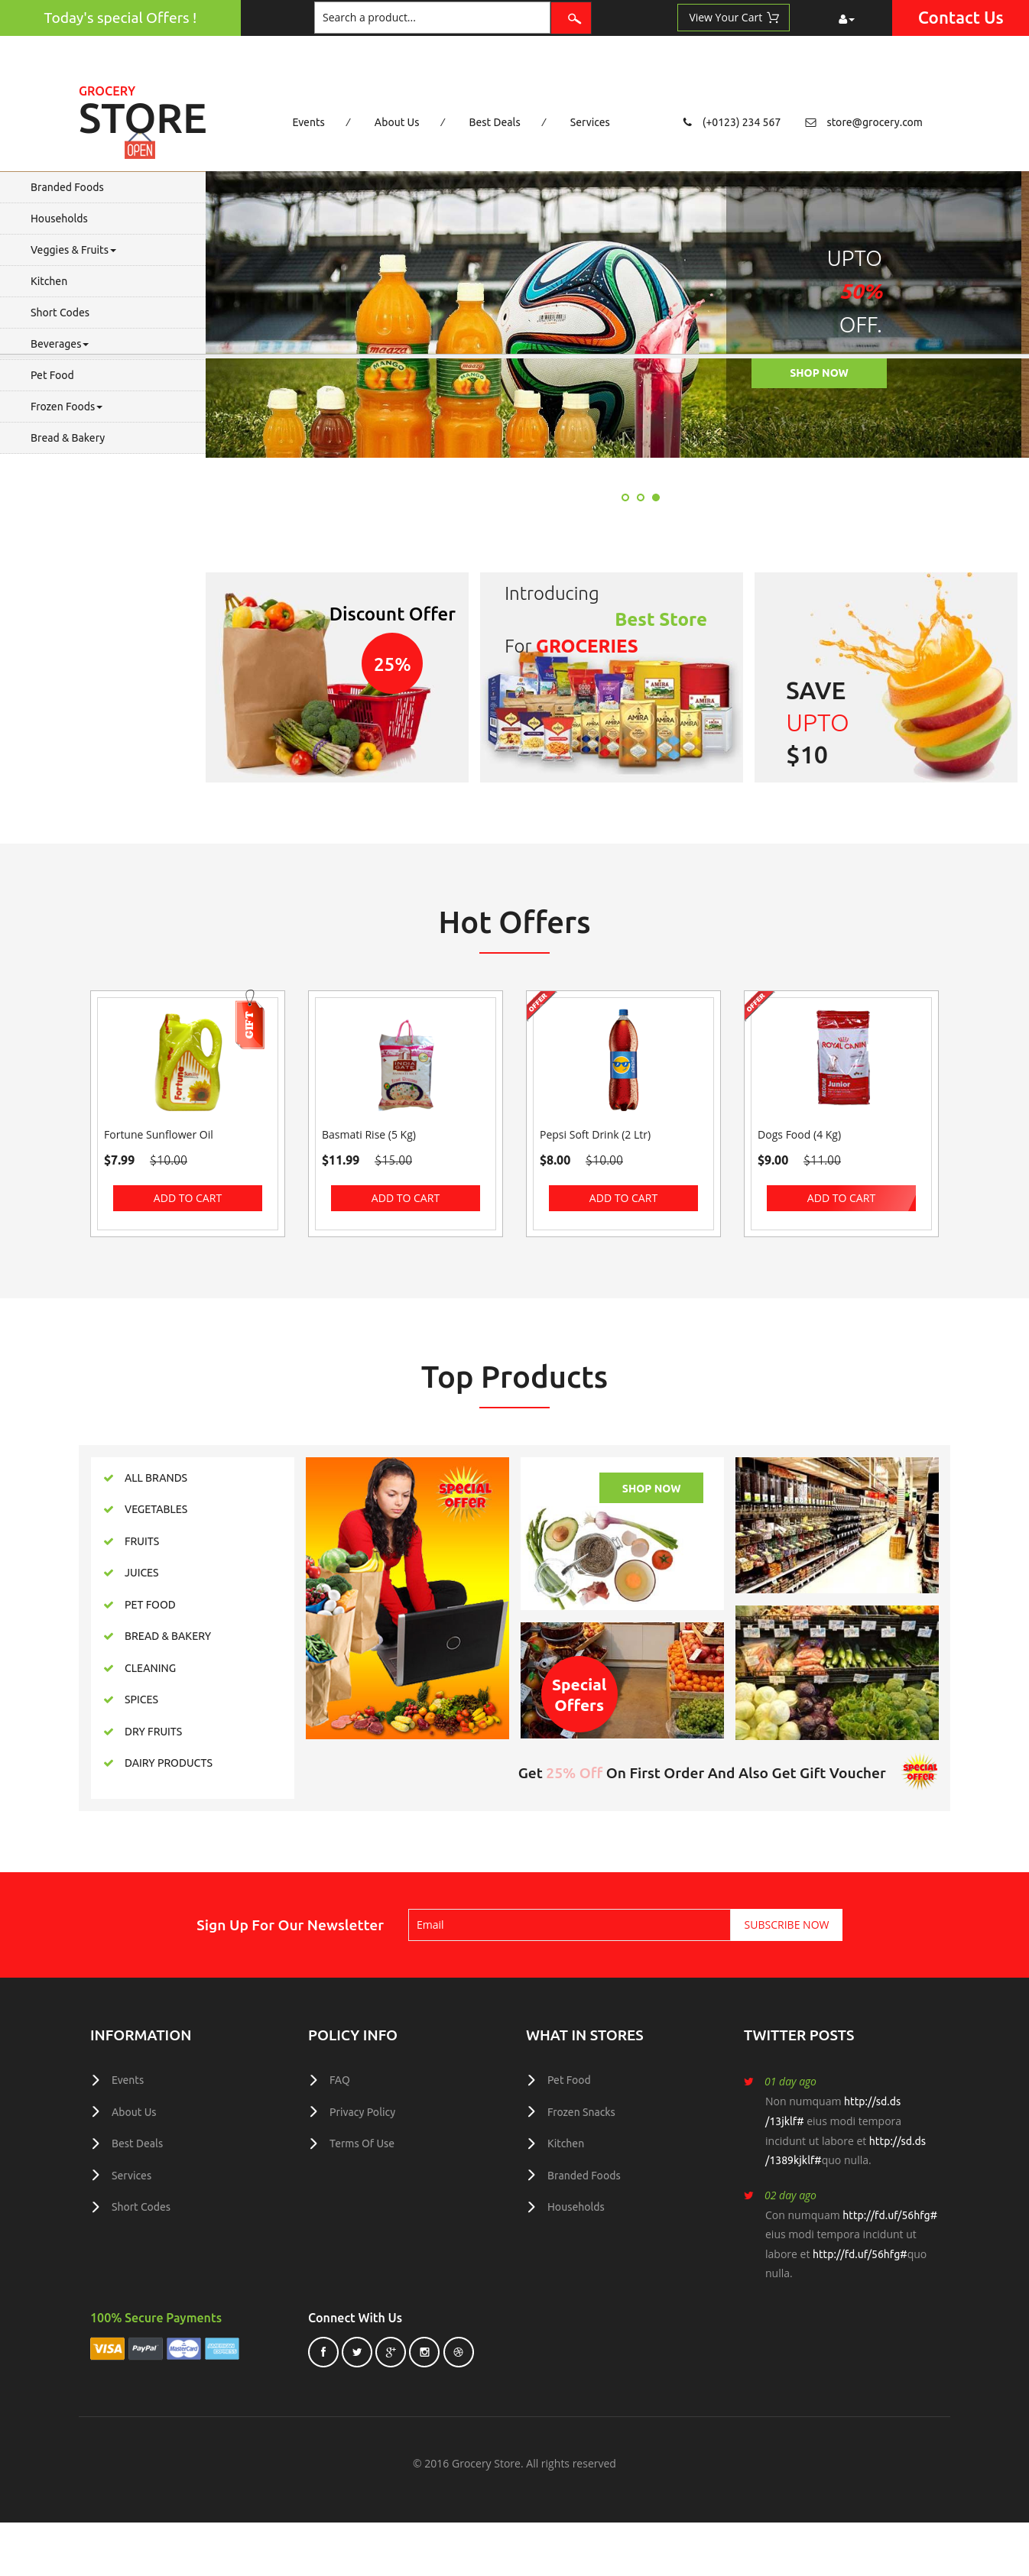 Today's special Offers !
Search a product...
View Your Cart
Contact Us
GROCERY
STORE
OPEN
Events / About Us / Best Deals / Services
(+0123) 234 567
store@grocery.com
Branded Foods
Households
Veggies & Fruits
Kitchen
Short Codes
Beverages
Pet Food
Frozen Foods
Bread & Bakery
maaza
maaza
MANGO
MANGO
UPTO
50%
OFF.
SHOP NOW
Discount Offer
25%
Introducing
Best Store
For GROCERIES
AMIRA
AMIRA
SAVE
UPTO
$10
Hot Offers
GIFT
Fortune
Fortune Sunflower Oil
$7.99 $10.00
ADD TO CART
INDIA GATE
Basmati Rise (5 Kg)
$11.99 $15.00
ADD TO CART
OFFER
Pepsi Soft Drink (2 Ltr)
$8.00 $10.00
ADD TO CART
OFFER
ROYAL CANIN
Junior
Dogs Food (4 Kg)
$9.00 $11.00
ADD TO CART
Top Products
ALL BRANDS
VEGETABLES
FRUITS
JUICES
PET FOOD
BREAD & BAKERY
CLEANING
SPICES
DRY FRUITS
DAIRY PRODUCTS
SPECIAL
OFFER
SHOP NOW
Special
Offers
Get 25% Off On First Order And Also Get Gift Voucher
SPECIAL
OFFER
Sign Up For Our Newsletter
Email
SUBSCRIBE NOW
INFORMATION
Events
About Us
Best Deals
Services
Short Codes
POLICY INFO
FAQ
Privacy Policy
Terms Of Use
WHAT IN STORES
Pet Food
Frozen Snacks
Kitchen
Branded Foods
Households
TWITTER POSTS
01 day ago
Non numquam http://sd.ds
/13jklf# eius modi tempora
incidunt ut labore et http://sd.ds
/1389kjklf#quo nulla.
02 day ago
Con numquam http://fd.uf/56hfg#
eius modi tempora incidunt ut
labore et http://fd.uf/56hfg#quo
nulla.
100% Secure Payments
VISA
PayPal
MasterCard
Connect With Us
© 2016 Grocery Store. All rights reserved